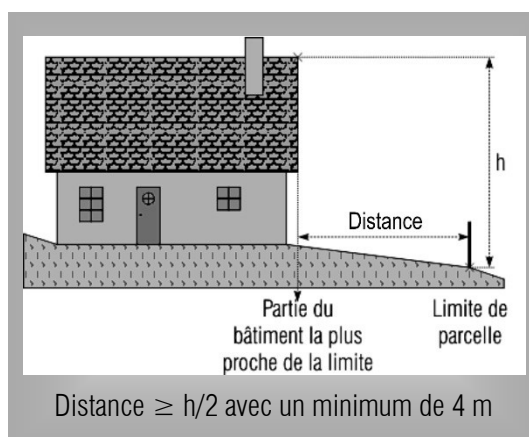 h
Distance
Partie du
bâtiment la plus
proche de la limite
Limite de
parcelle
Distance ≥ h/2 avec un minimum de 4 m